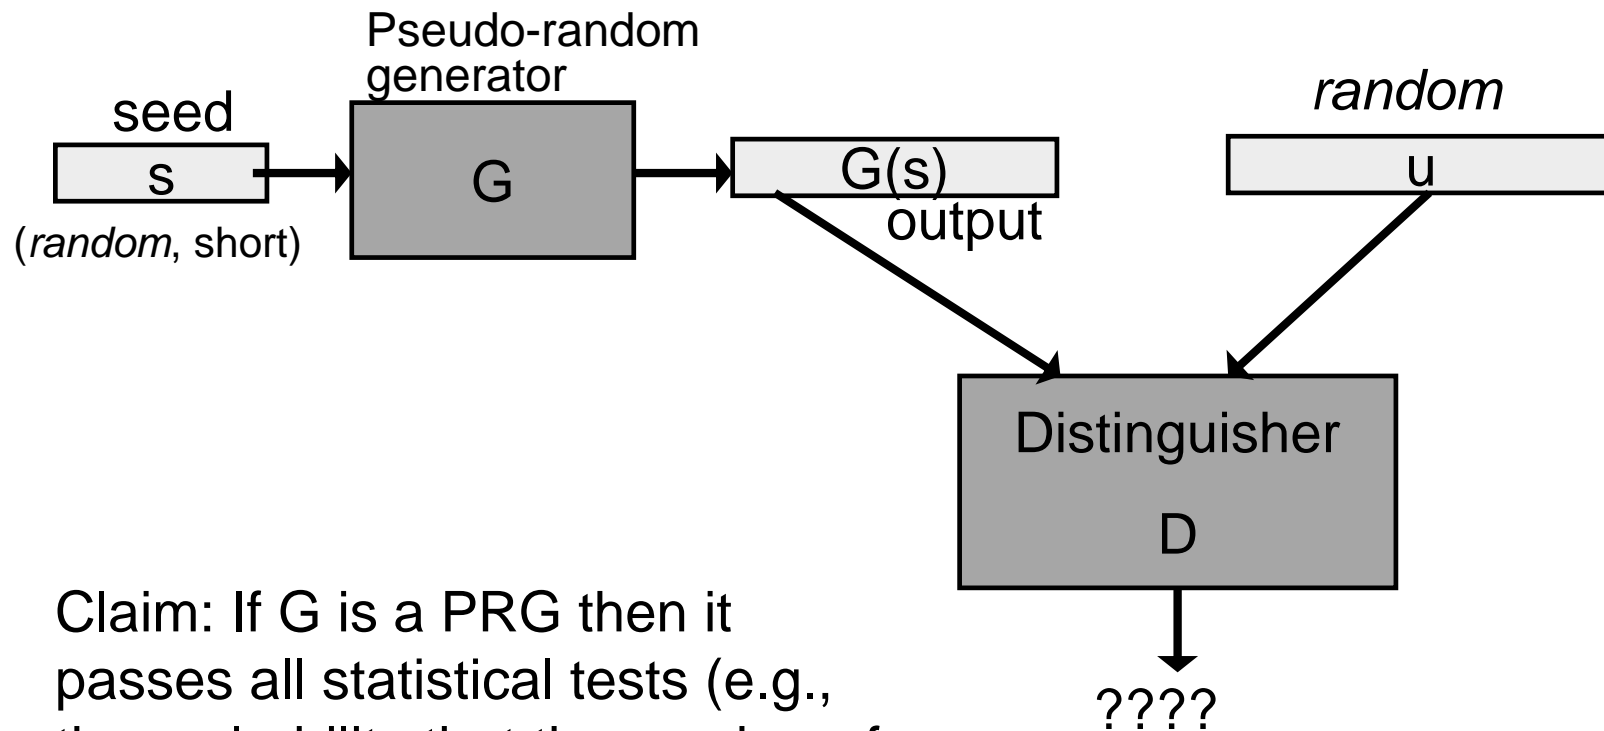 Pseudo-random
generator
seed
s
(random, short)
G
G(s)
output
random
u
Distinguisher
D
????
Claim: If G is a PRG then it
passes all statistical tests (e.g.,